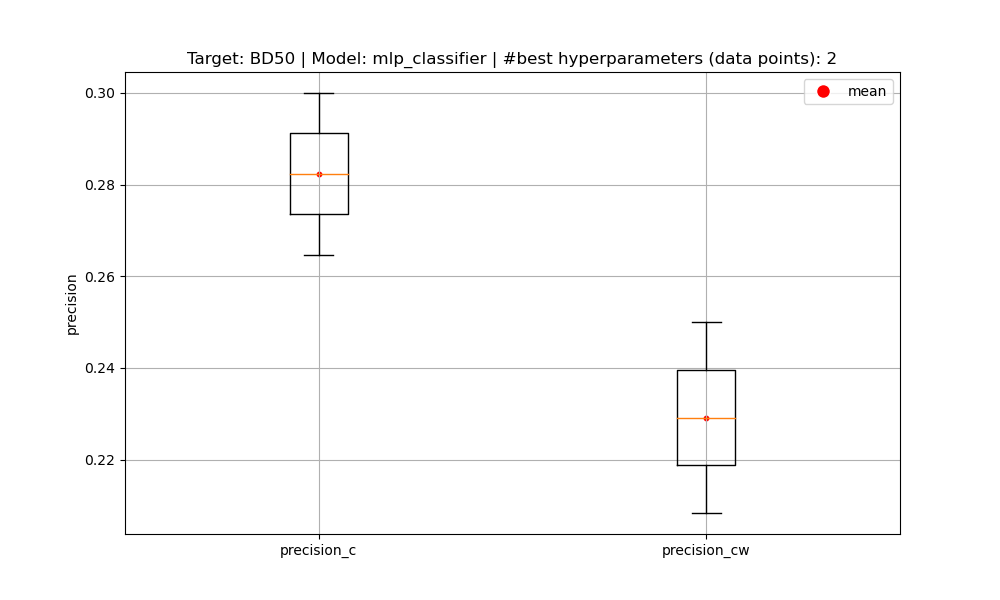 Target: BD50 | Model: mlp_classifier | #best hyperparameters (data points): 2
mean
0.30
0.28
0.26
0.24
0.22
precision
precision_c
precision_cw